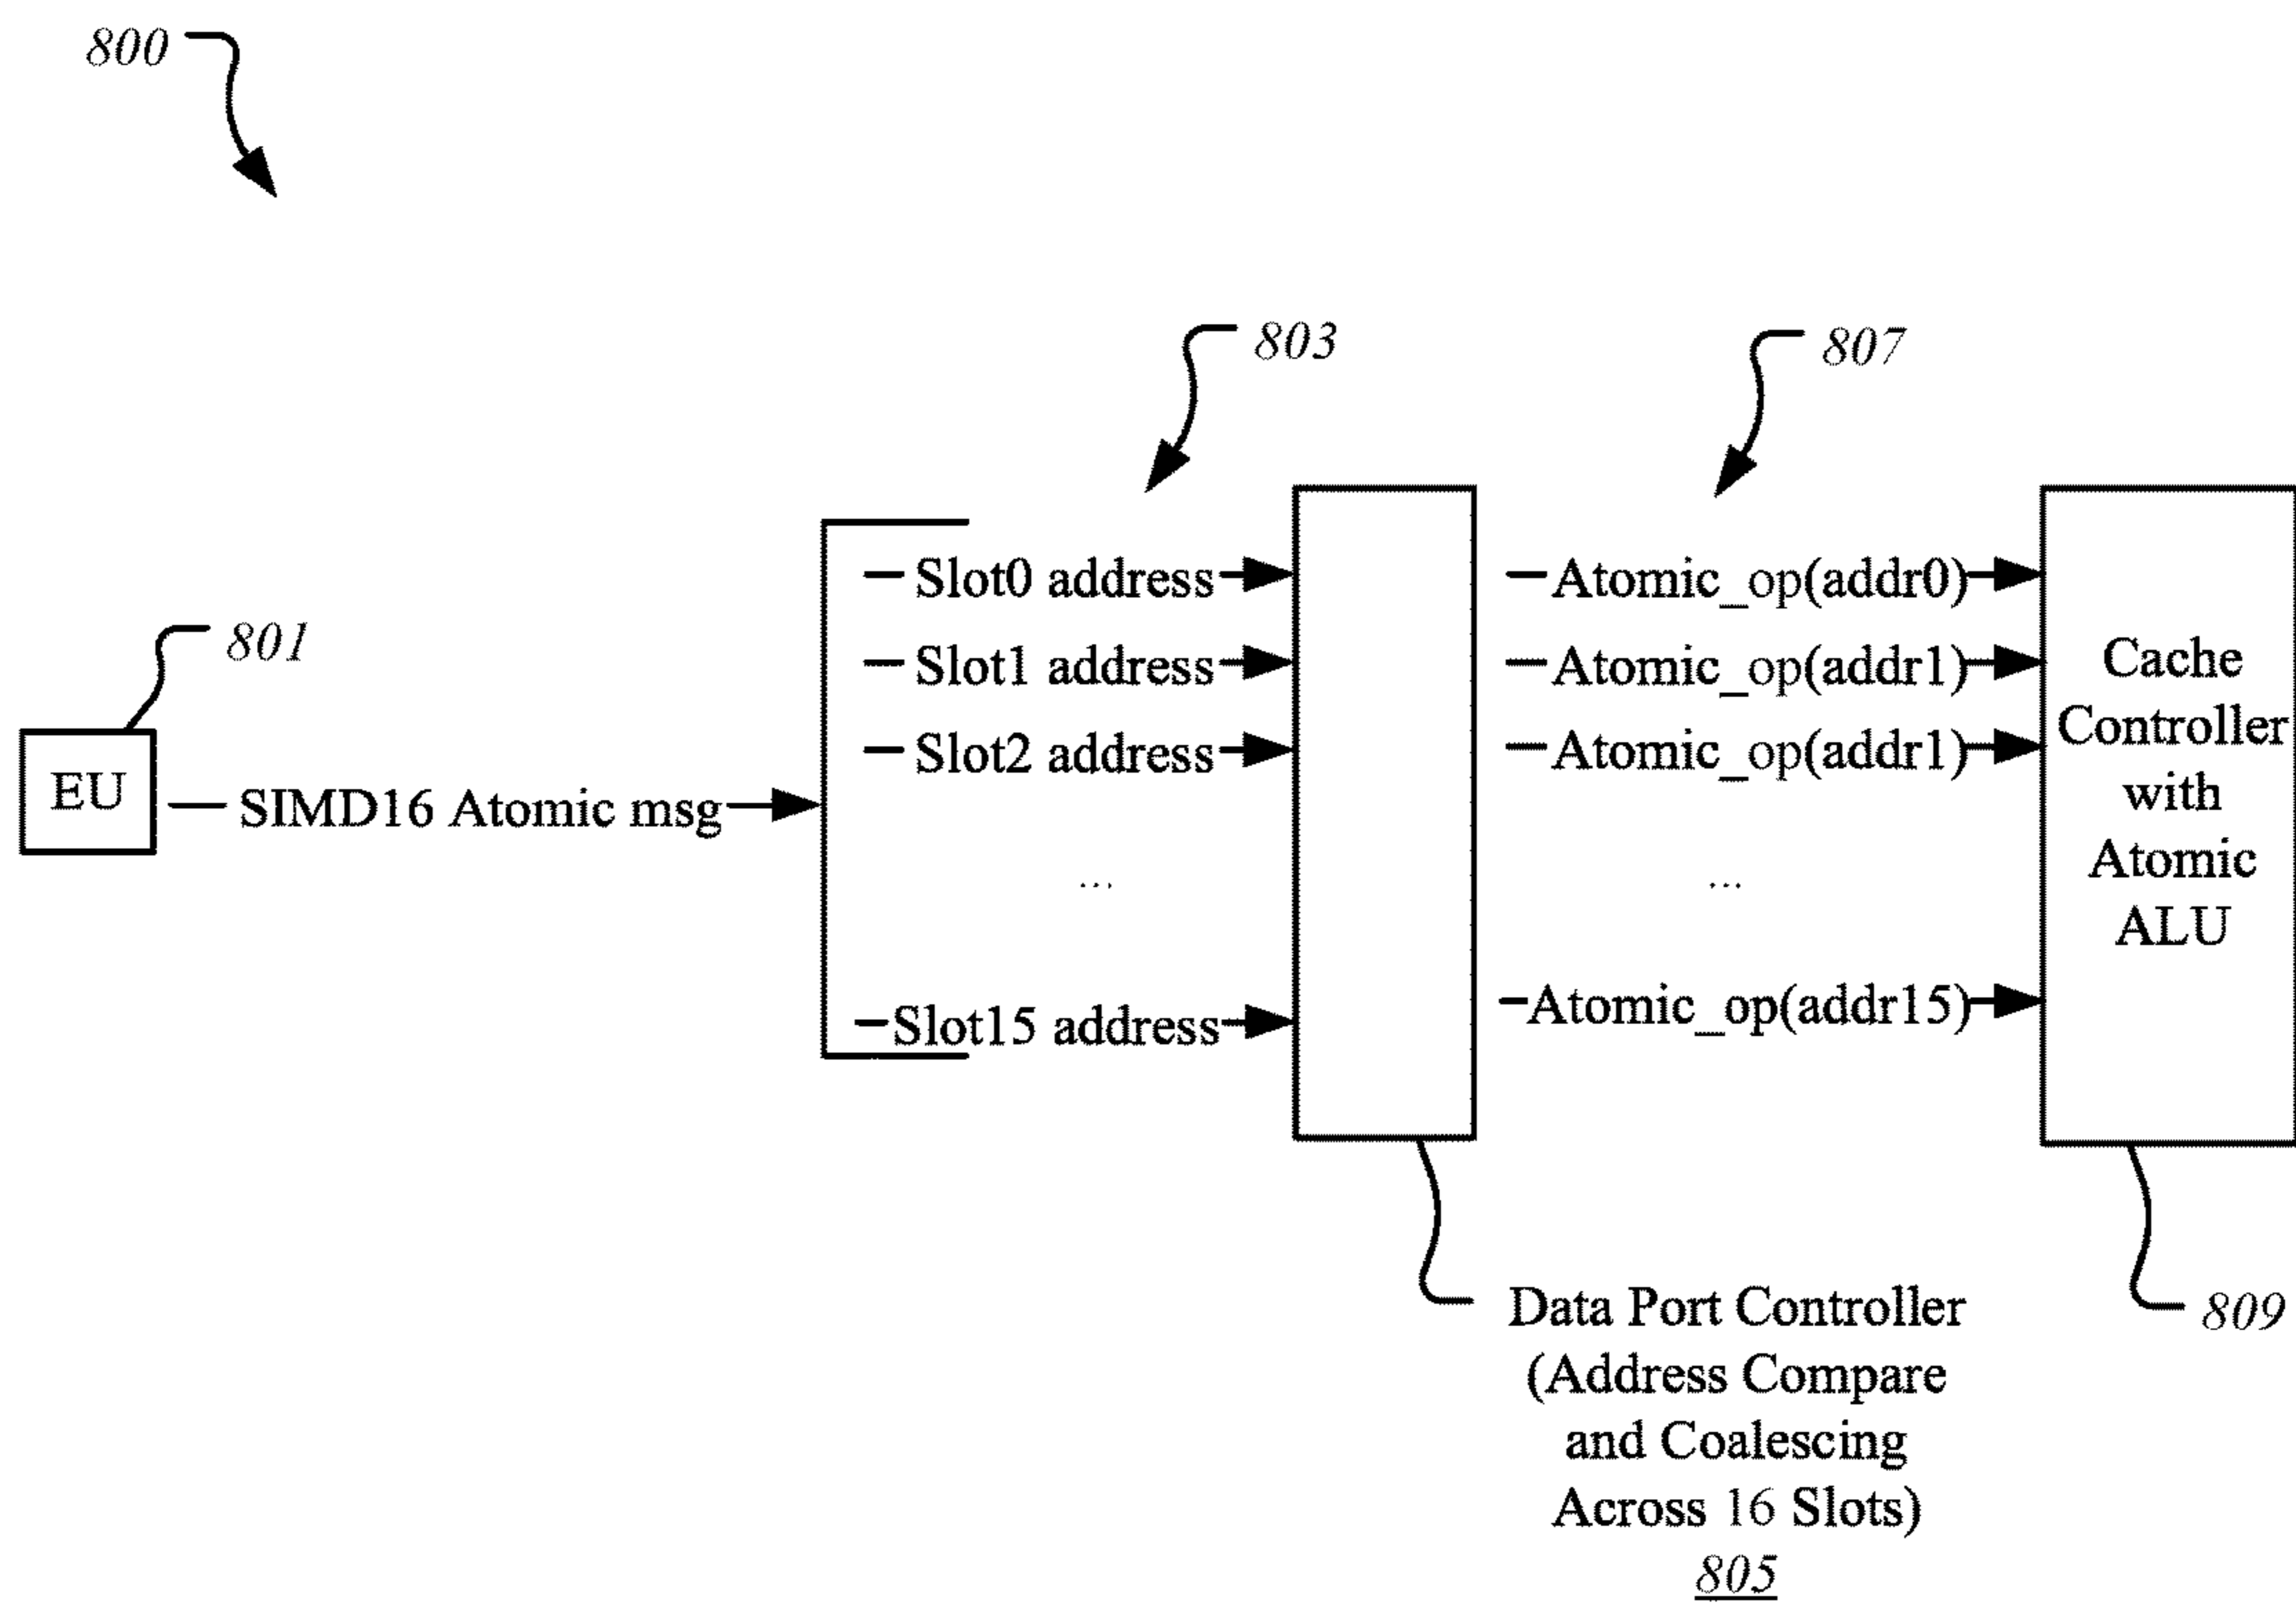 800
803
807
Slot0 address
Atomic_op(addr0)
801
Slot1 address
Atomic_op(addr1)
Slot2 address
Atomic_op(addr1)
EU
SIMD16 Atomic msg
...
...
Slot15 address
Atomic_op(addr15)
Cache
Controller
with
Atomic
ALU
Data Port Controller
(Address Compare
and Coalescing
Across 16 Slots)
805
809